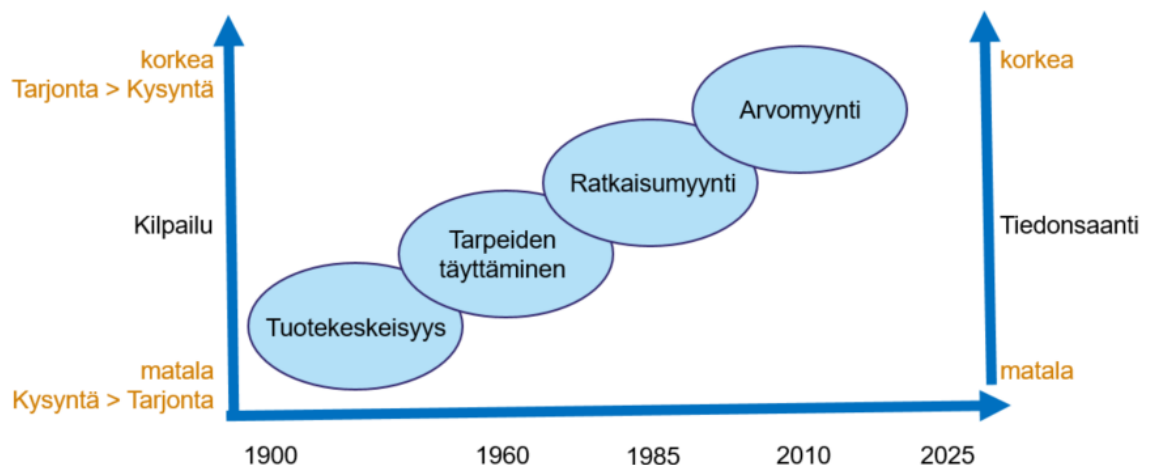 korkea
Tarjonta > Kysyntä
korkea
Arvomyynti
Ratkaisumyynti
Kilpailu
Tiedonsaanti
Tarpeiden
täyttäminen
Tuotekeskeisyys
matala
Kysyntä > Tarjonta
matala
1900
1960
1985
2010
2025